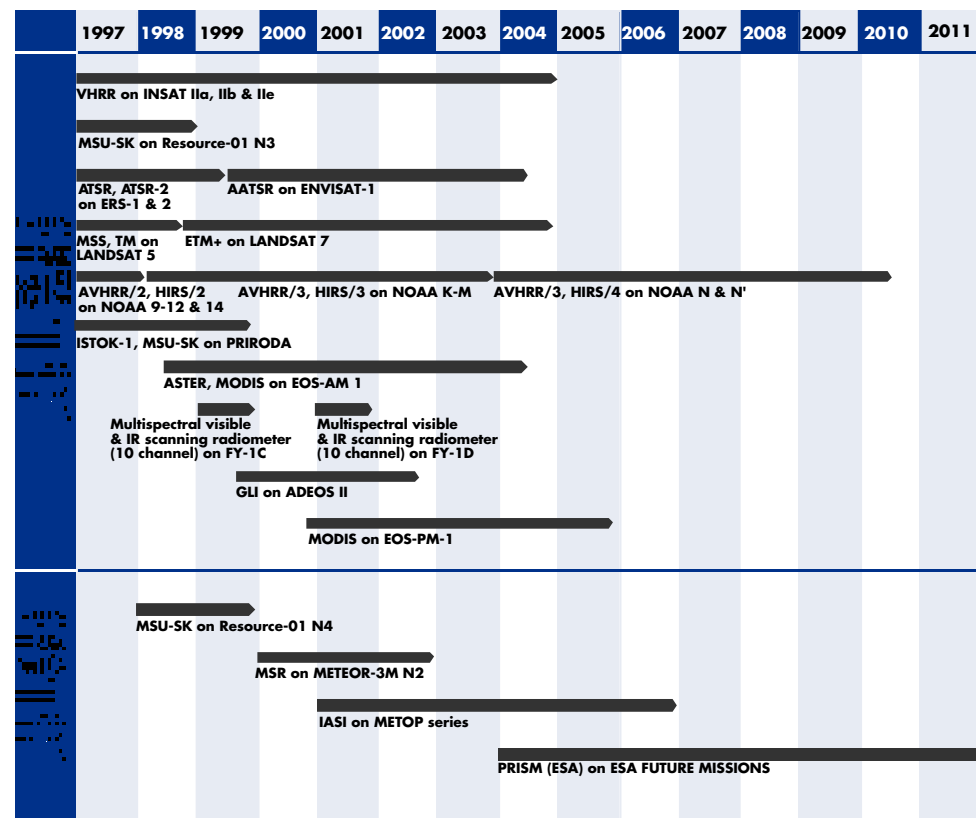 1997 1998 1999 2000 2001 2002 2003 2004 2005 2006 2007 2008 2009 2010 2011
VHRR on INSAT IIa, IIb & IIe
MSU-SK on Resource-01 N3
ATSR, ATSR-2
on ERS-1 & 2
AATSR on ENVISAT-1
MSS, TM on
LANDSAT 5
ETM+ on LANDSAT 7
AVHRR/2, HIRS/2
on NOAA 9-12 & 14
AVHRR/3, HIRS/3 on NOAA K-M
AVHRR/3, HIRS/4 on NOAA N & N'
ISTOK-1, MSU-SK on PRIRODA
ASTER, MODIS on EOS-AM 1
Multispectral visible
& IR scanning radiometer
(10 channel) on FY-1C
Multispectral visible
& IR scanning radiometer
(10 channel) on FY-1D
GLI on ADEOS II
MODIS on EOS-PM-1
MSU-SK on Resource-01 N4
MSR on METEOR-3M N2
IASI on METOP series
PRISM (ESA) on ESA FUTURE MISSIONS